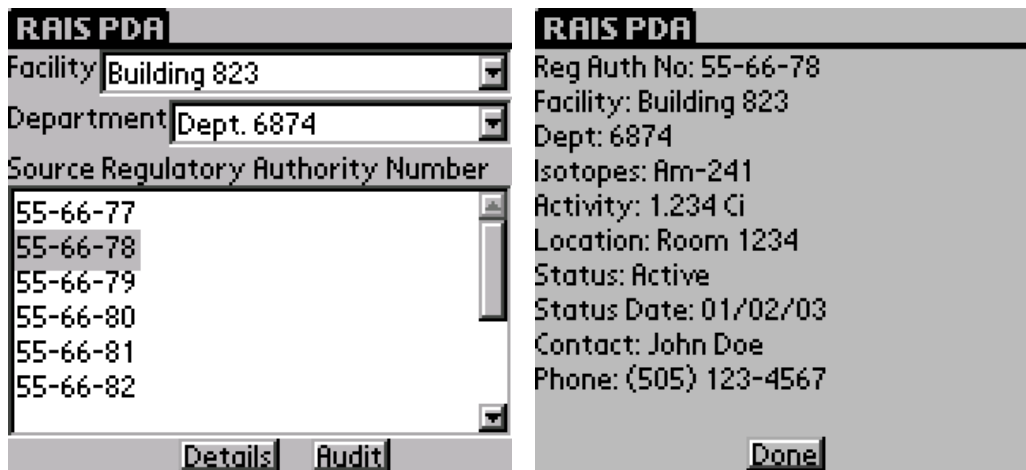 RAIS PDA
Facility Building 823
Department Dept. 6874
Source Regulatory Authority Number
55-66-77
55-66-78
55-66-79
55-66-80
55-66-81
55-66-82
Details Audit
RAIS PDA
Reg Auth No: 55-66-78
Facility: Building 823
Dept: 6874
Isotopes: Am-241
Activity: 1.234 Ci
Location: Room 1234
Status: Active
Status Date: 01/02/03
Contact: John Doe
Phone: (505) 123-4567
Done